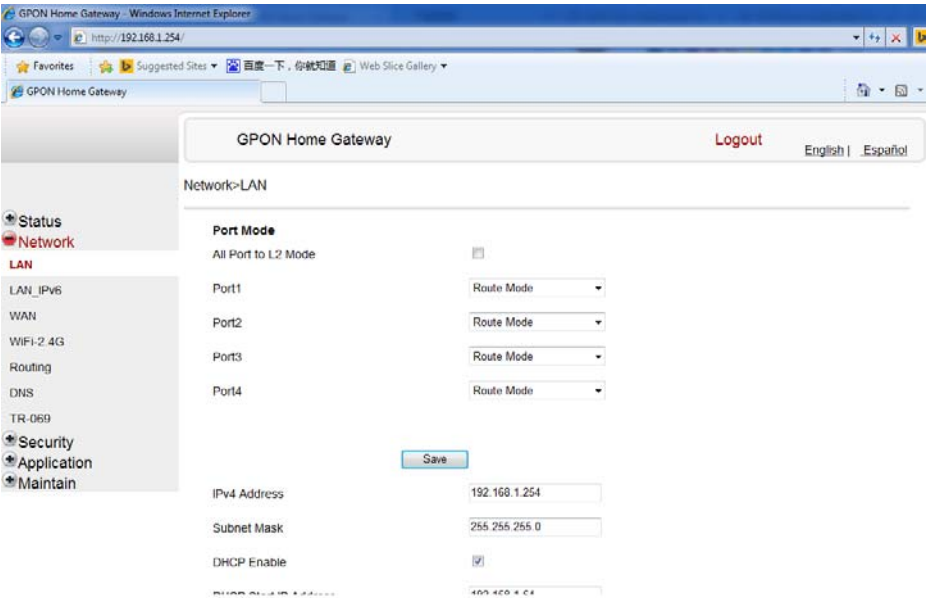 GPON Home Gateway - Windows Internet Explorer
http://192.168.1.254/
Favorites Suggested Sites 百度一下，你就知道 Web Slice Gallery
GPON Home Gateway
GPON Home Gateway Logout English | Español
Network>LAN
Status
Network
LAN
LAN_IPv6
WAN
WiFi-2.4G
Routing
DNS
TR-069
Security
Application
Maintain
Port Mode
All Port to L2 Mode
Port1 Route Mode
Port2 Route Mode
Port3 Route Mode
Port4 Route Mode
Save
IPv4 Address 192.168.1.254
Subnet Mask 255.255.255.0
DHCP Enable